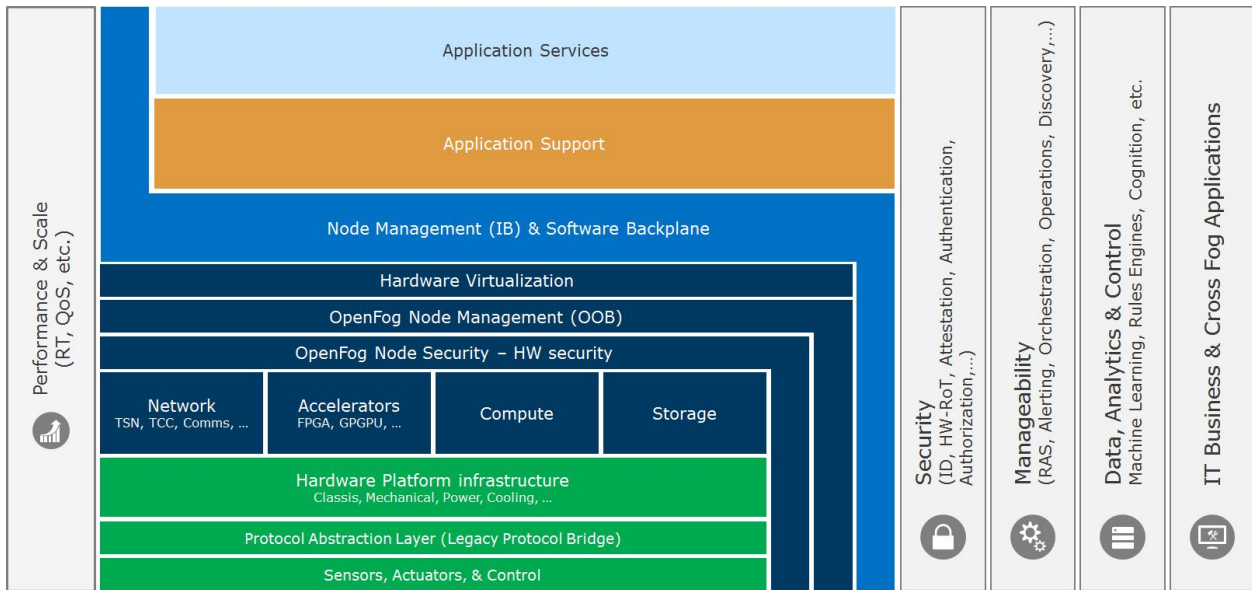 Performance & Scale
(RT, QoS, etc.)
Application Services
Application Support
Node Management (IB) & Software Backplane
Hardware Virtualization
OpenFog Node Management (OOB)
OpenFog Node Security – HW security
Network
TSN, TCC, Comms, ...
Accelerators
FPGA, GPGPU, ...
Compute
Storage
Hardware Platform infrastructure
Classis, Mechanical, Power, Cooling, ...
Protocol Abstraction Layer (Legacy Protocol Bridge)
Sensors, Actuators, & Control
Security
(ID, HW-RoT, Attestation, Authentication,
Authorization,...)
Manageability
(RAS, Alerting, Orchestration, Operations, Discovery,...)
Data, Analytics & Control
Machine Learning, Rules Engines, Cognition, etc.
IT Business & Cross Fog Applications